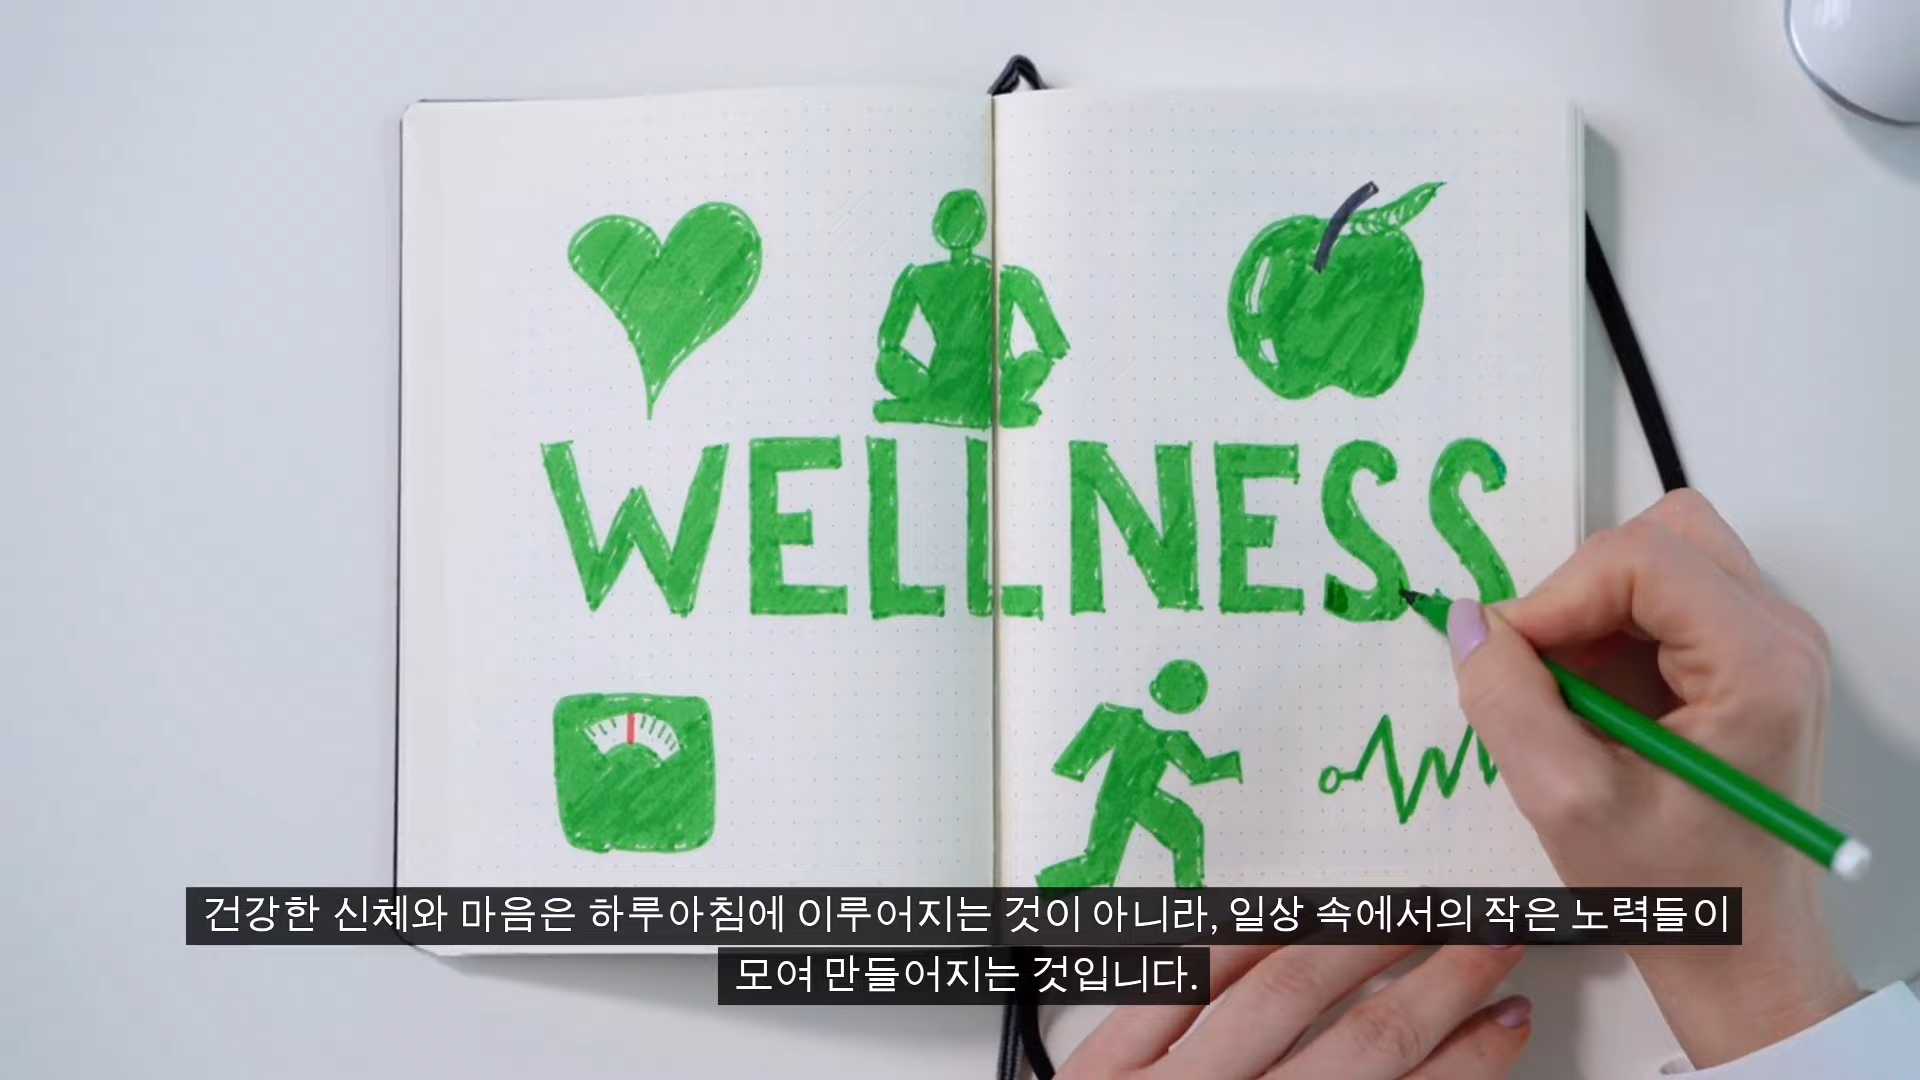 WELLNESS
건강한 신체와 마음은 하루아침에 이루어지는 것이 아니라, 일상 속에서의 작은 노력들이
모여 만들어지는 것입니다.